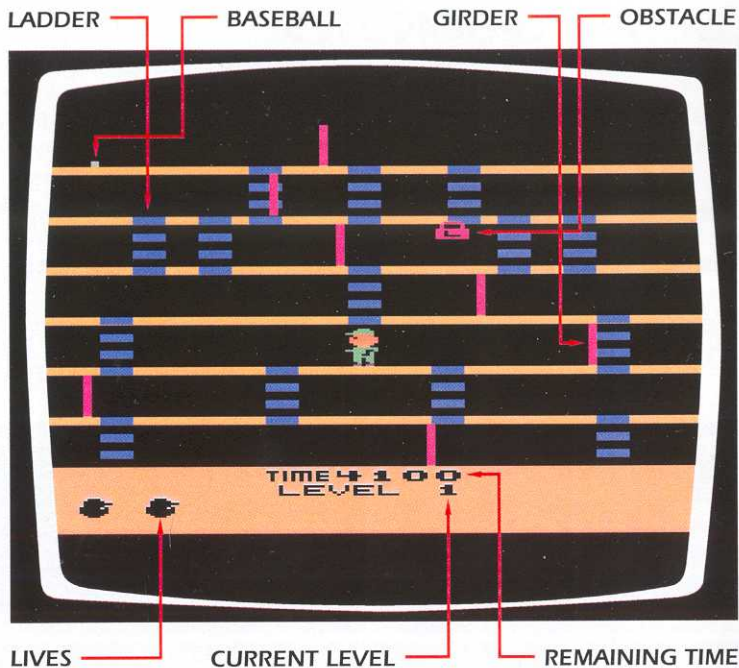 LADDER BASEBALL GIRDER OBSTACLE
TIME 4100
LEVEL 1
LIVES CURRENT LEVEL REMAINING TIME